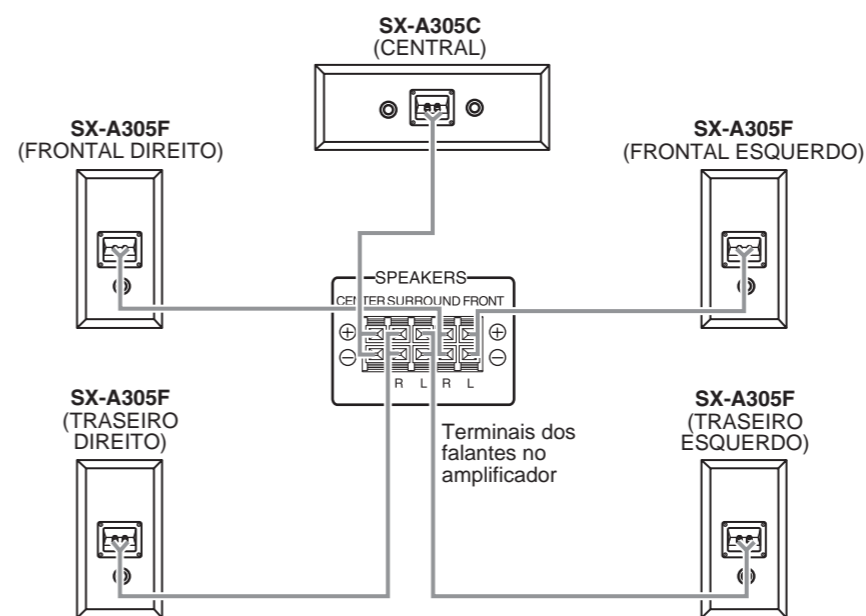 SX-A305C
(CENTRAL)
SX-A305F
(FRONTAL DIREITO)
SX-A305F
(FRONTAL ESQUERDO)
SPEAKERS
CENTER SURROUND FRONT
+ +
− −
R L R L
Terminais dos
falantes no
amplificador
SX-A305F
(TRASEIRO
DIREITO)
SX-A305F
(TRASEIRO
ESQUERDO)